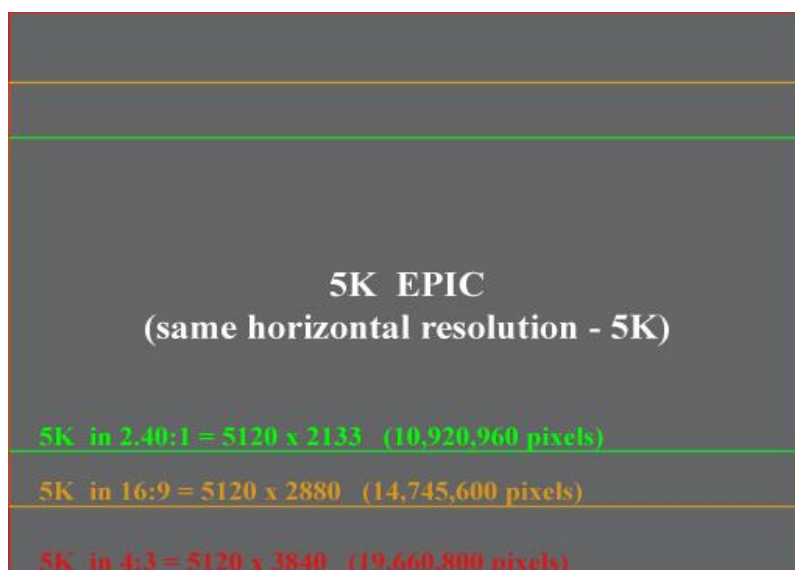 5K EPIC
(same horizontal resolution - 5K)
5K in 2.40:1 = 5120 x 2133 (10,920,960 pixels)
5K in 16:9 = 5120 x 2880 (14,745,600 pixels)
5K in 4:3 = 5120 x 3840 (19,660,800 pixels)